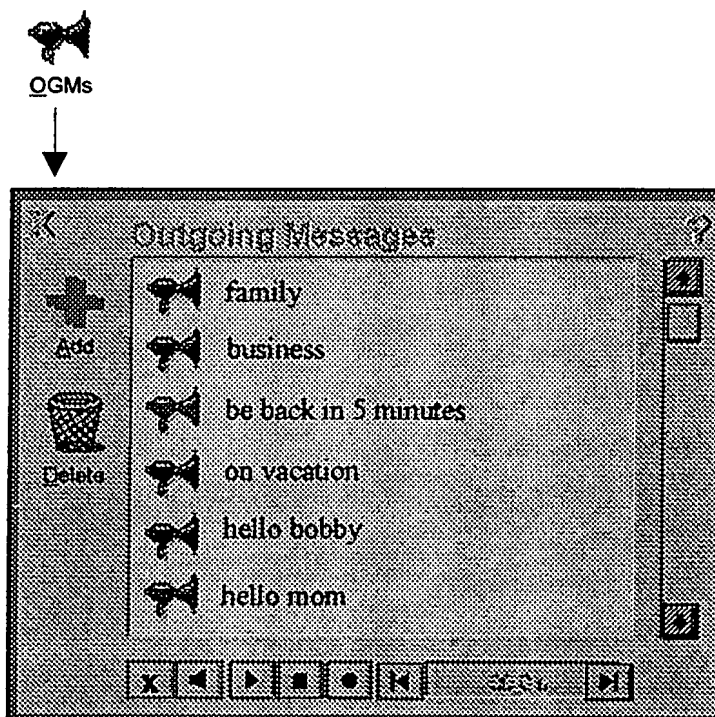 OGMs
Outgoing Messages
?
family
Add
business
be back in 5 minutes
Delete
on vacation
hello bobby
hello mom
x